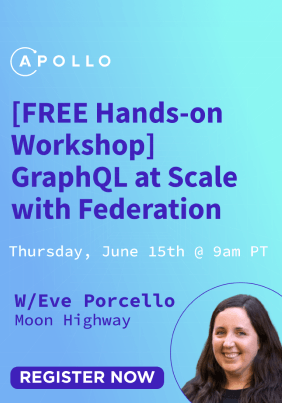 APOLLO
[FREE Hands-on
Workshop]
GraphQL at Scale
with Federation
Thursday, June 15th @ 9am PT
W/Eve Porcello
Moon Highway
REGISTER NOW